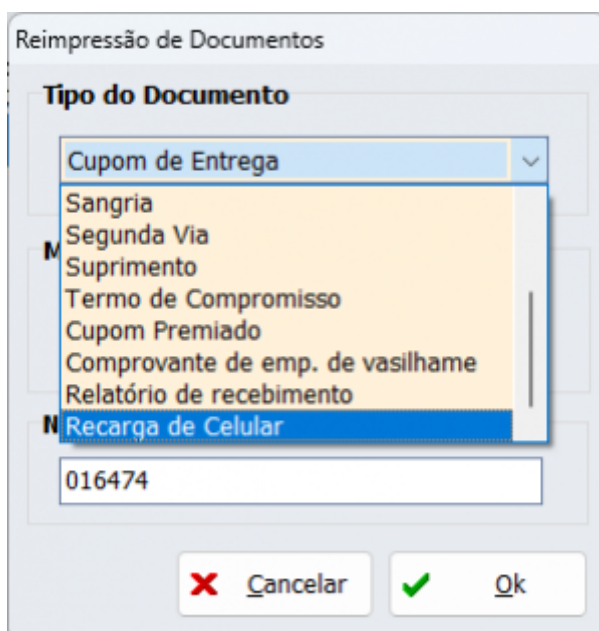 Reimpressão de Documentos
Tipo do Documento
Cupom de Entrega
Sangria
Segunda Via
Suprimento
Termo de Compromisso
Cupom Premiado
Comprovante de emp. de vasilhame
Relatório de recebimento
Recarga de Celular
016474
Cancelar
Ok